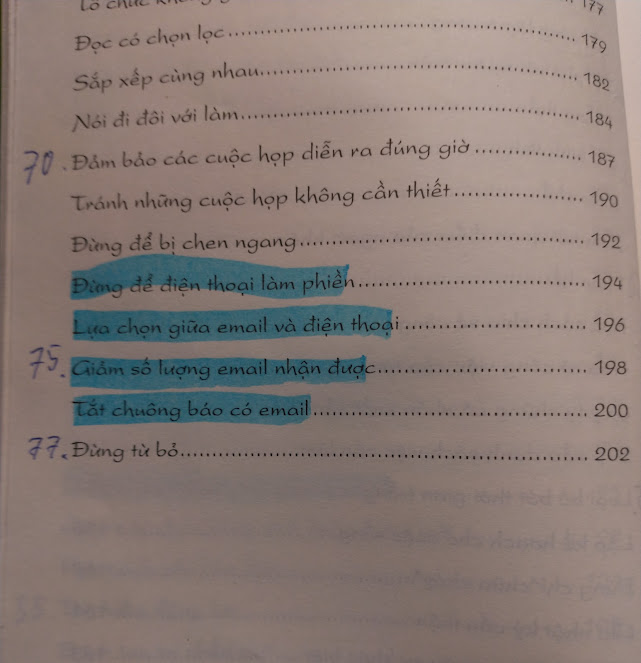 Tổ chức
177
Đọc có chọn lọc 179
Sắp xếp cùng nhau 182
Nói đi đôi với làm 184
70. Đảm bảo các cuộc họp diễn ra đúng giờ 187
Tránh những cuộc họp không cần thiết 190
Đừng để bị chen ngang 192
Đừng để điện thoại làm phiền 194
Lựa chọn giữa email và điện thoại 196
75. Giảm số lượng email nhận được 198
Tắt chuông báo có email 200
77. Đừng từ bỏ 202